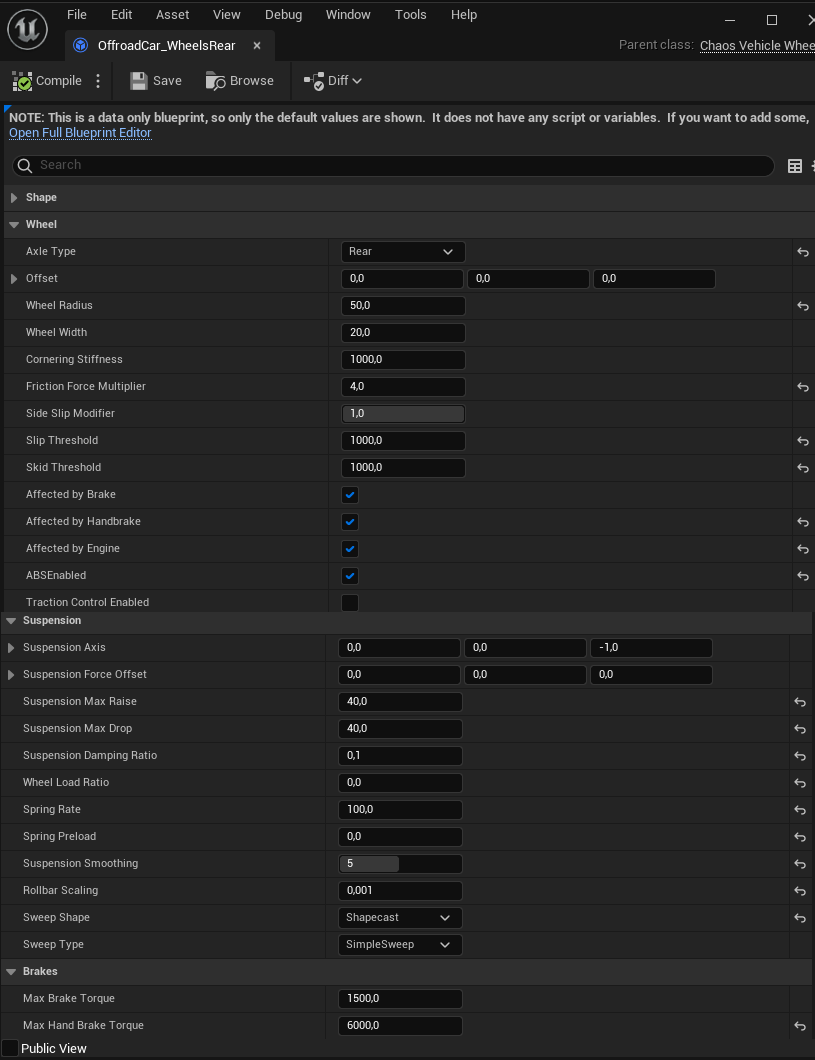 File Edit Asset View Debug Window Tools Help
OffroadCar_WheelsRear
Parent class: Chaos Vehicle Whee
Compile Save Browse Diff
NOTE: This is a data only blueprint, so only the default values are shown. It does not have any script or variables. If you want to add some,
Open Full Blueprint Editor
Search
Shape
Wheel
Axle Type Rear
Offset 0,0 0,0 0,0
Wheel Radius 50,0
Wheel Width 20,0
Cornering Stiffness 1000,0
Friction Force Multiplier 4,0
Side Slip Modifier 1,0
Slip Threshold 1000,0
Skid Threshold 1000,0
Affected by Brake
Affected by Handbrake
Affected by Engine
ABSEnabled
Traction Control Enabled
Suspension
Suspension Axis 0,0 0,0 -1,0
Suspension Force Offset 0,0 0,0 0,0
Suspension Max Raise 40,0
Suspension Max Drop 40,0
Suspension Damping Ratio 0,1
Wheel Load Ratio 0,0
Spring Rate 100,0
Spring Preload 0,0
Suspension Smoothing 5
Rollbar Scaling 0,001
Sweep Shape Shapecast
Sweep Type SimpleSweep
Brakes
Max Brake Torque 1500,0
Max Hand Brake Torque 6000,0
Public View